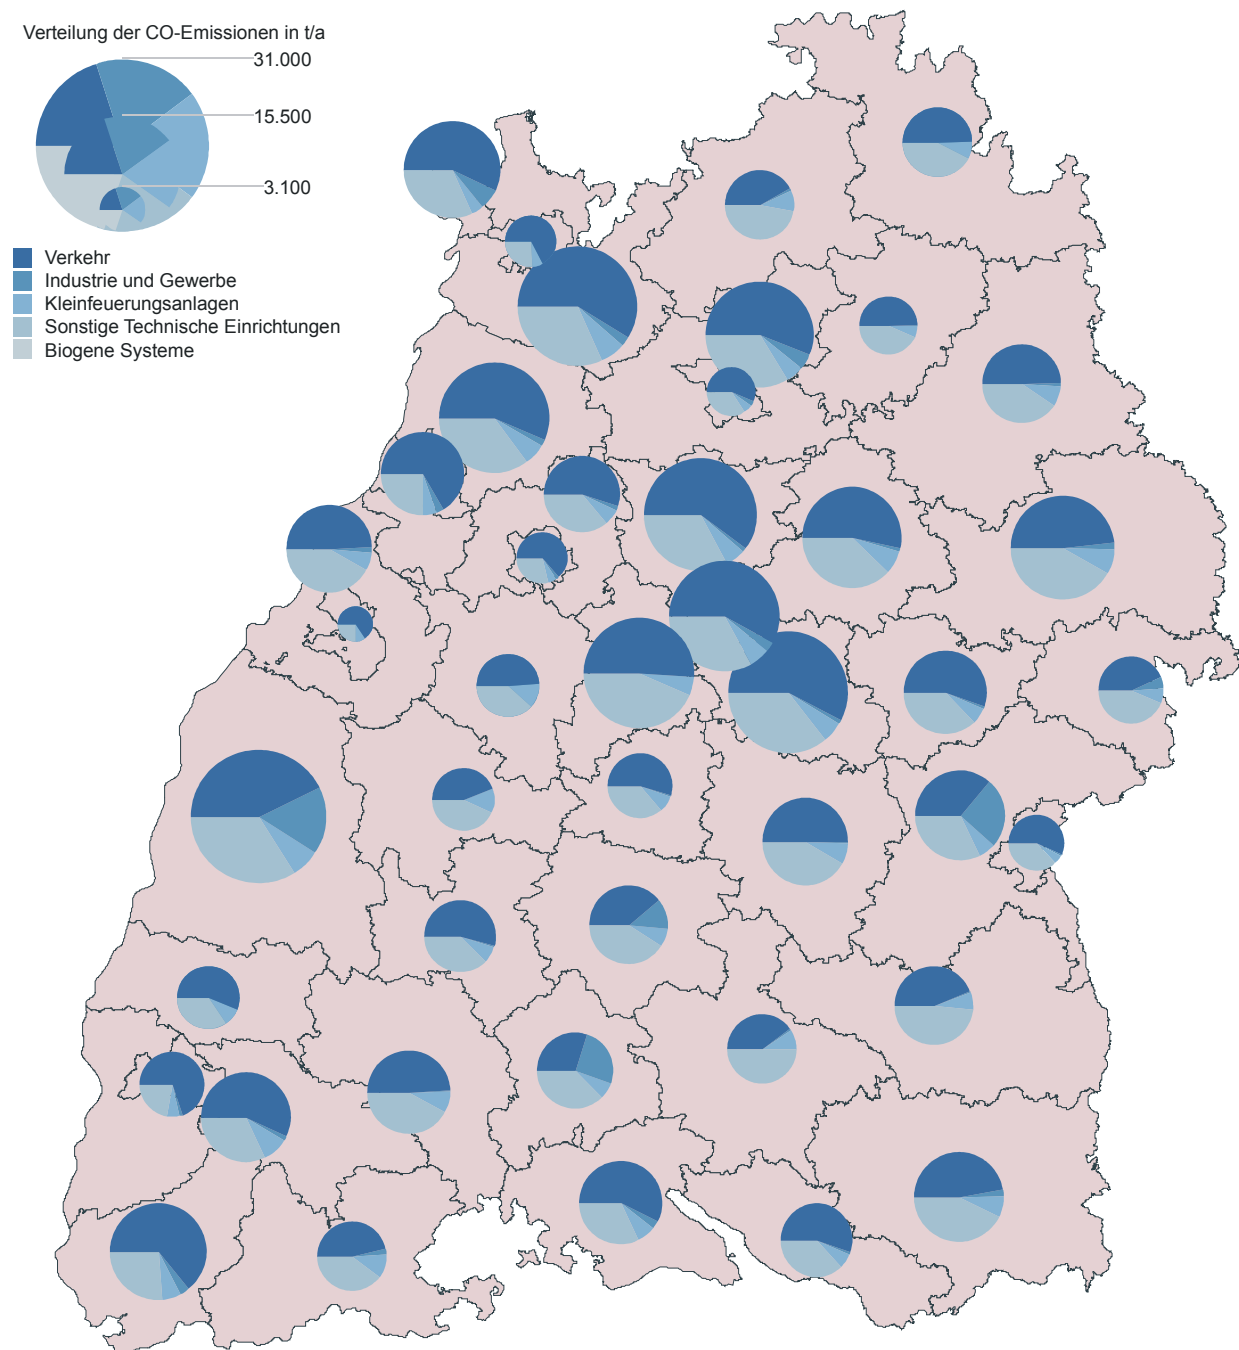 Verteilung der CO-Emissionen in t/a
31.000
15.500
3.100
Verkehr
Industrie und Gewerbe
Kleinfeuerungsanlagen
Sonstige Technische Einrichtungen
Biogene Systeme